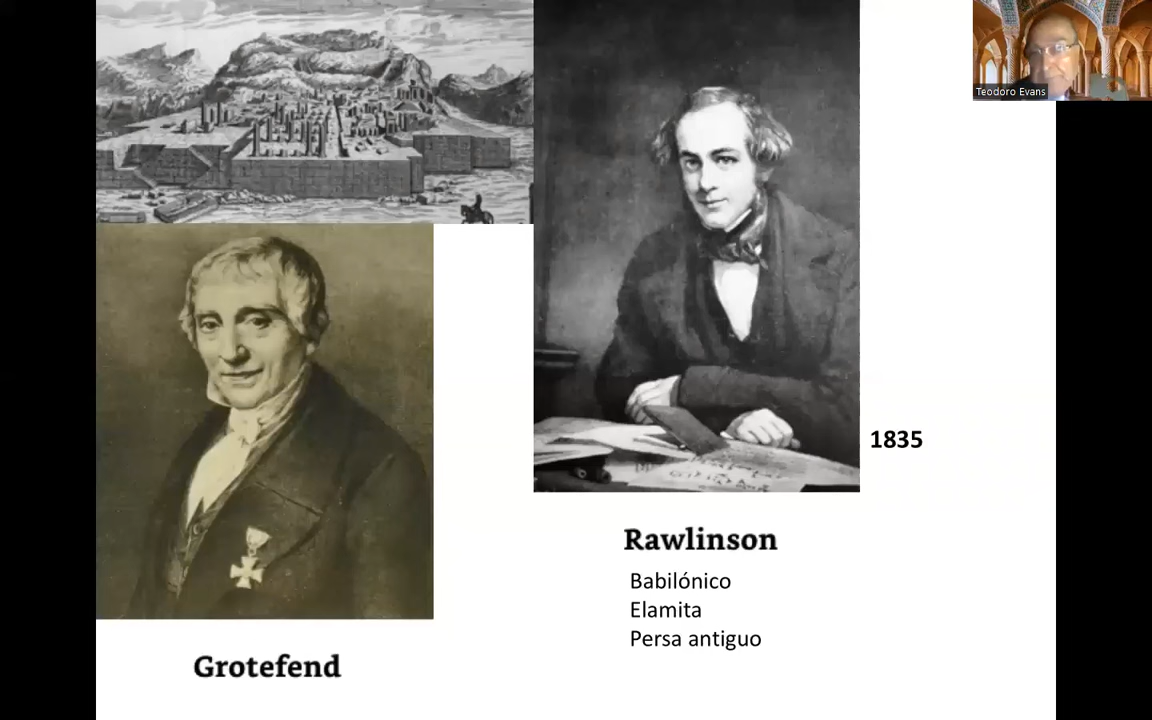 Teodoro Evans
1835
Rawlinson
Babilónico
Elamita
Persa antiguo
Grotefend